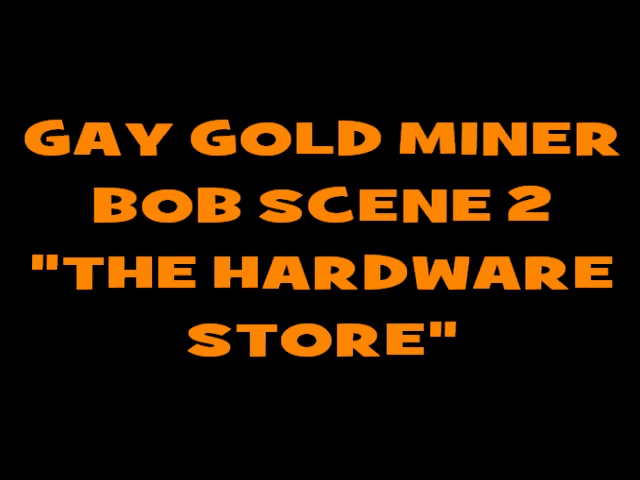 GAY GOLD MINER
BOB SCENE 2
"THE HARDWARE
STORE"